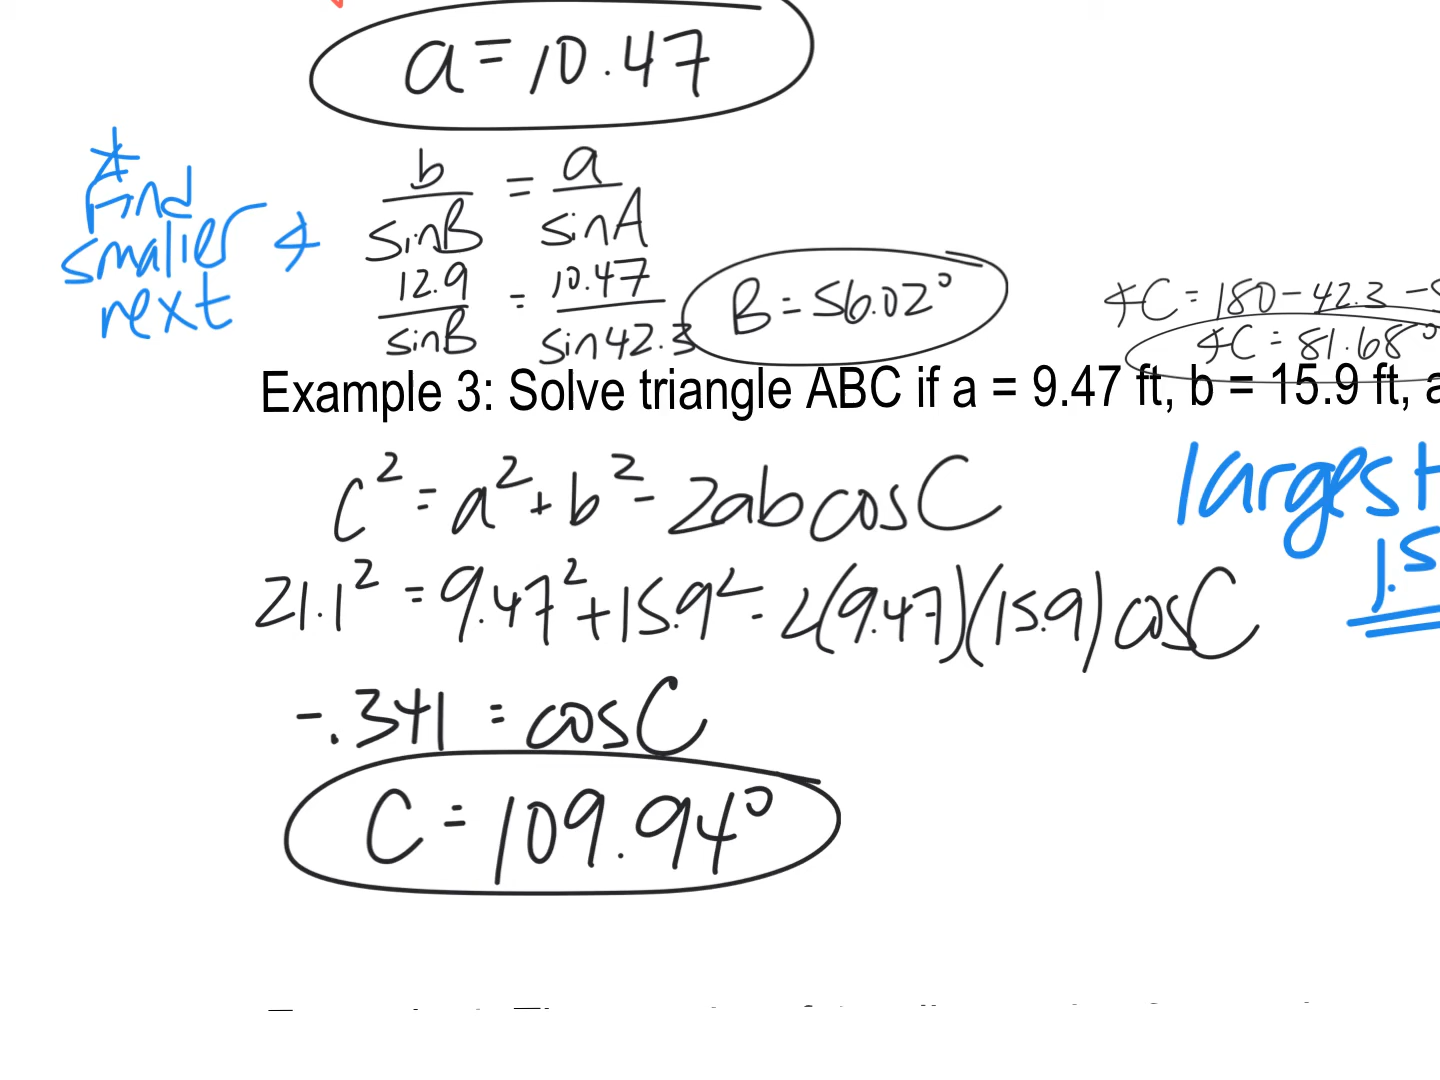 a = 10.47
* Find smaller ∡ next
b/sinB = a/sinA
12.9/sinB = 10.47/sin42.3
B = 56.02°
∡C = 180 - 42.3 -
∡C = 81.68°
Example 3: Solve triangle ABC if a = 9.47 ft, b = 15.9 ft,
c² = a² + b² - 2ab cosC
largest
21.1² = 9.47² + 15.9² - 2(9.47)(15.9) cosC
-.341 = cosC
C = 109.94°